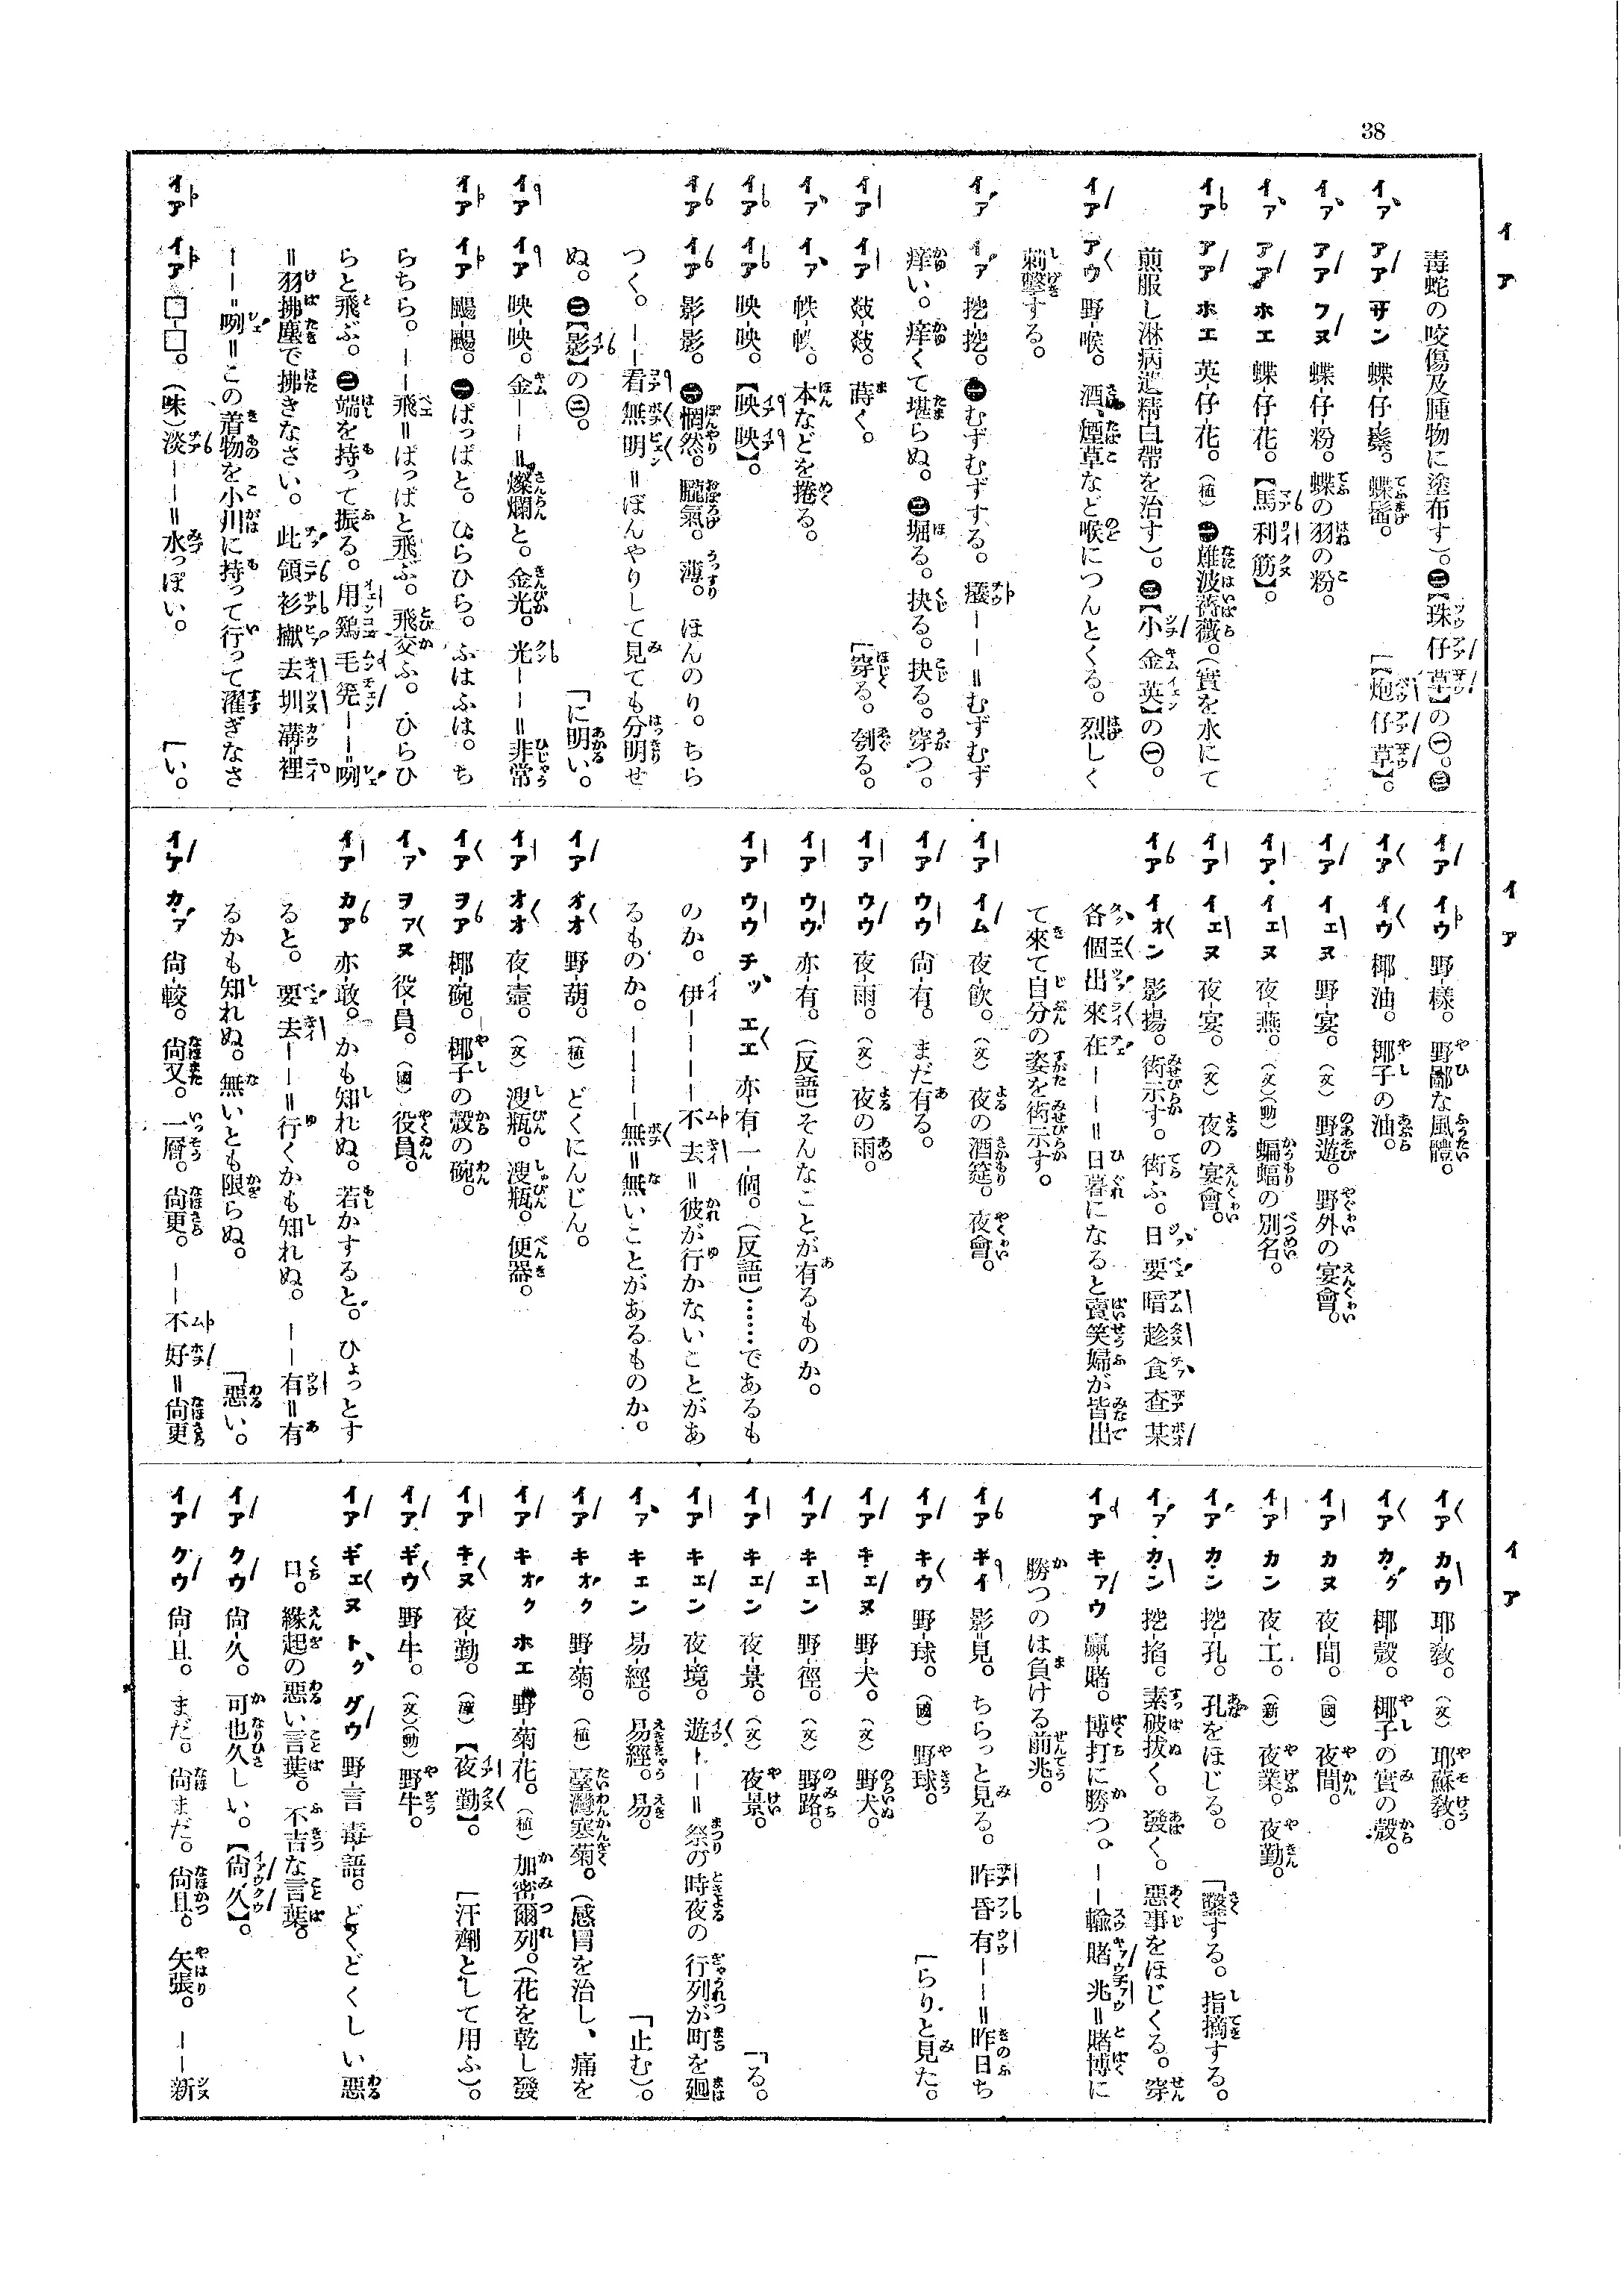 38
イア
毒蛇の咬傷及腫物に塗布す)。㊁【珠仔草】の㊀。㊂
イア アア サン 蝶-仔-鬃。 蝶髷。 「【炮仔草】。
イア アア フヌ 蝶-仔-粉。 蝶の羽の粉。
イア アア ホエ 蝶-仔-花。 【馬利筋】。
イア アア ホエ 英-仔-花。 (植) ㊀難波薔薇。(實を水にて
煎服し淋病巡精白帶を治す)。 ㊁【小金英】の㊀。
イア アウ 野-喉。 酒、煙草など喉につんとくる。烈しく
刺螫する。
イア イア 挖-挖。 ㊀むずむずする。 癢――=むずむず
痒い。痒くて堪らぬ。 ㊁堀る。抉る。抉る。穿つ。
イア イア 敥-敥。 蒔く。 「穿る。刳る。
イア イア 帙-帙。 本などを捲る。
イア イア 映-映。 【映映】。
イア イア 影-影。 ㊀惘然。朧氣。薄。ほんのり。ちら
つく。――看無明=ぼんやりして見ても分明せ
ぬ。 ㊁【影】の㊁。 「に明い。
イア イア 映-映。 金――=燦爛と。金光。光――=非常
イア イア 颺-颺。 ㊀ぱっぱと。ひらひら。ふはふは。ち
らちら。――飛=ぱっぱと飛ぶ。飛交ふ。ひらひ
らと飛ぶ。 ㊁端を持って振る。用鷄毛筅――咧
=羽拂塵で拂きなさい。此領衫撇去圳溝裡
――咧=この着物を小川に持って行って濯ぎなさ
イア イア □-□。 (味)淡――=水っぽい。 「い。
イア
イア イウ 野-樣。 野鄙な風體。
イア イウ 椰-油。 椰子の油。
イア イエヌ 野-宴。 (文) 野遊。野外の宴會。
イア イエヌ 夜-燕。 (文)(動) 蝙蝠の別名。
イア イエヌ 夜-宴。 (文) 夜の宴會。
イア イオン 影-揚。 衒示す。衒ふ。日要暗趁食查某
各個出來在――=日暮になると賣笑婦が皆出
て來て自分の姿を衒示す。
イア イム 夜-飮。 (文) 夜の酒筵。夜會。
イア ウウ 尙-有。 まだ有る。
イア ウウ 夜-雨。 (文) 夜の雨。
イア ウウ 亦-有。 (反語)そんなことが有るものか。
イア ウウ チッ エエ 亦-有-一-個。 (反語)……であるも
のか。伊――――不去=彼が行かないことがあ
るものか。――――無=無いことがあるものか。
イア オオ 野-葫。 (植) どくにんじん。
イア オオ 夜-壺。 (文) 溲瓶。溲瓶。便器。
イア ヲア 椰-碗。 椰子の殼の碗。
イア ヲアヌ 役-員。 (國) 役員。
イア カア 亦-敢。 かも知れぬ。若かすると。ひょっとす
ると。要去――=行くかも知れぬ。――有=有
るかも知れぬ。無いとも限らぬ。 「惡い。
イア カア 尙-較。 尙又。一層。尙更。――不好=尙更
イア
イア カウ 耶-敎。 (文) 耶蘇敎。
イア カク 椰-殼。 椰子の實の殼。
イア カヌ 夜-間。 (國) 夜間。
イア カン 夜-工。 (新) 夜業。夜勤。
イア カン 挖-孔。 孔をほじる。 「鑿する。指摘する。
イア カン 挖-掐。 素破拔く。發く。惡事をほじくる。穿
イア キアウ 贏-賭。 博打に勝つ。――輸賭兆=賭博に
勝つのは負ける前兆。
イア ギイ 影=見。 ちらっと見る。昨昏有――=昨日ち
イア キウ 野-球。 (國) 野球。 「らりと見た。
イア キエヌ 野-犬。 (文) 野犬。
イア キエン 野-徑。 (文) 野路。
イア キエン 夜-景。 (文) 夜景。 「る。
イア キエン 夜-境。 遊――=祭の時夜の行列が町を廻
イア キエン 易-經。 易經。易。 「止む)。
イア キオク 野-菊。 (植) 臺灣寒菊。(感冒を治し、痛を
イア キオク ホエ 野-菊-花。 (植) 加密爾列。(花を乾し發
イア キヌ 夜-勤。 (漳) 【夜勤】。 「汗劑として用ふ)。
イア ギウ 野-牛。 (文)(動) 野牛。
イア ギエヌ トク グウ 野-言-毒-語。 どくどくしい惡
口。緣起の惡い言葉。不吉な言葉。
イア クウ 尙-久。 可也久しい。【尙久】。
イア クウ 尙-且。 まだ。尙まだ。尙且。矢張。――新